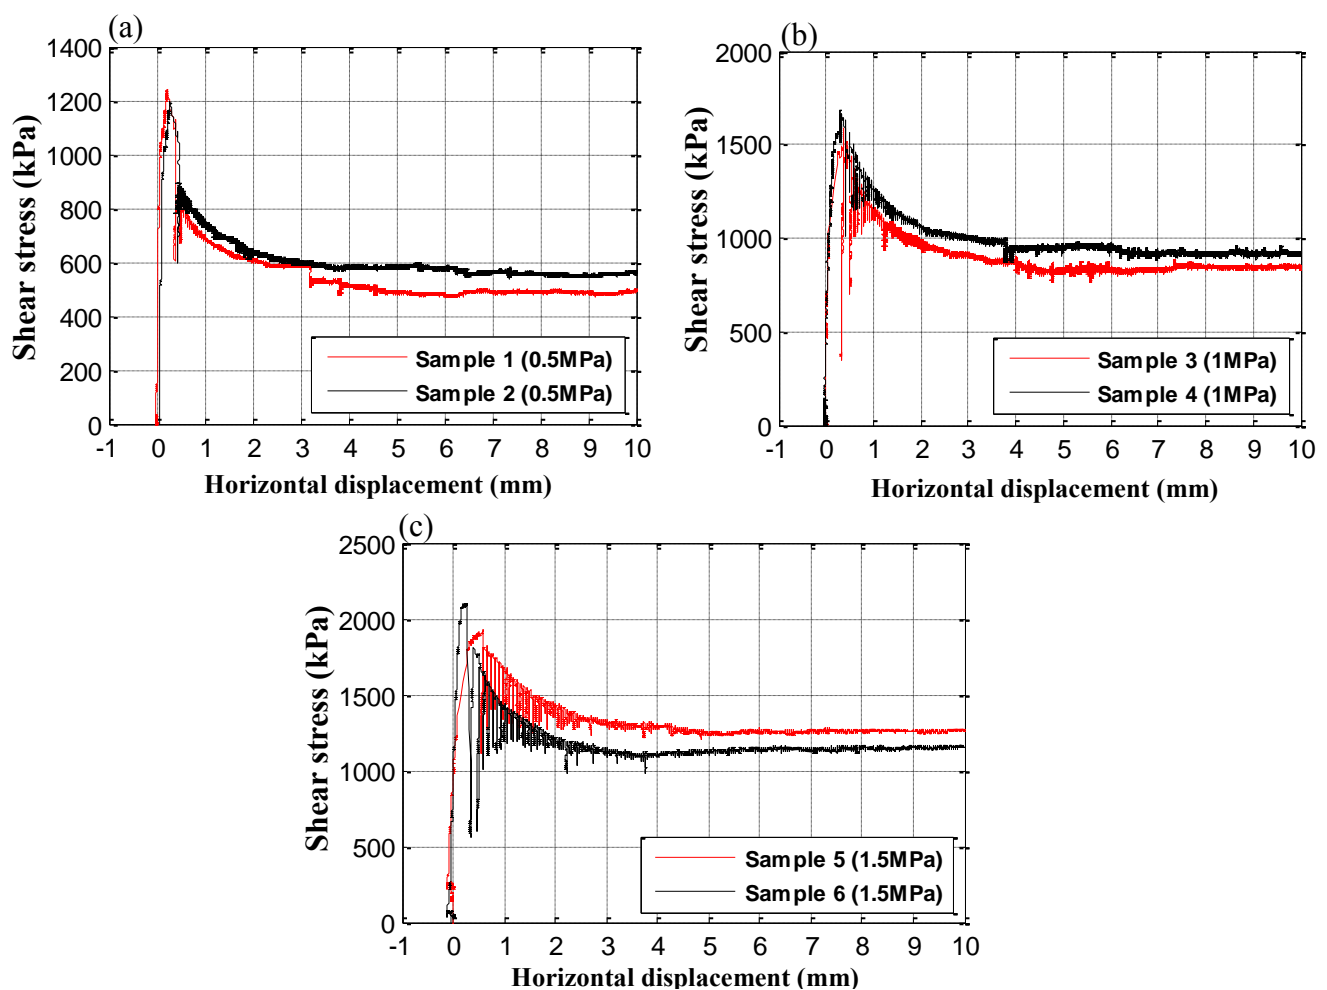 (a)
1400
1200
1000
800
600
400
200
0
Shear stress (kPa)
Sample 1 (0.5MPa)
Sample 2 (0.5MPa)
-1 0 1 2 3 4 5 6 7 8 9 10
Horizontal displacement (mm)
(b)
2000
1500
1000
500
0
Shear stress (kPa)
Sample 3 (1MPa)
Sample 4 (1MPa)
-1 0 1 2 3 4 5 6 7 8 9 10
Horizontal displacement (mm)
(c)
2500
2000
1500
1000
500
0
Shear stress (kPa)
Sample 5 (1.5MPa)
Sample 6 (1.5MPa)
-1 0 1 2 3 4 5 6 7 8 9 10
Horizontal displacement (mm)